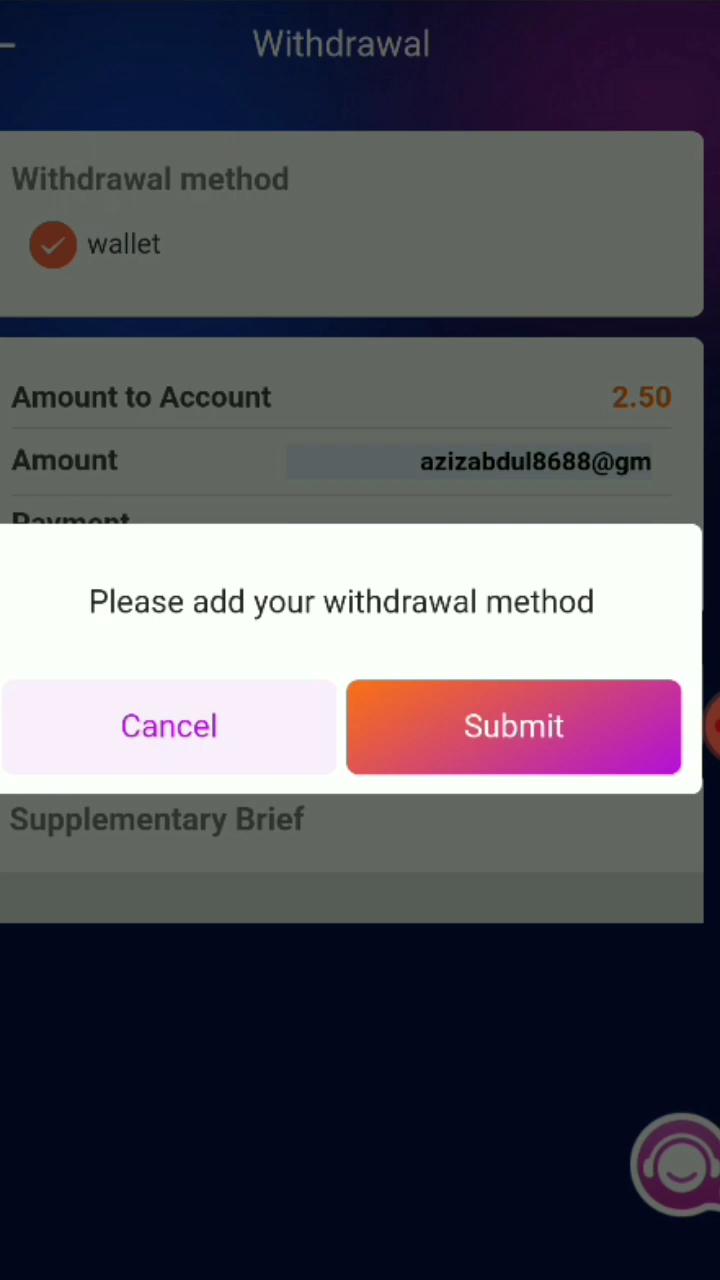 Withdrawal
Withdrawal method
wallet
Amount to Account 2.50
Amount azizabdul8688@gm
Payment
Please add your withdrawal method
Cancel Submit
Supplementary Brief